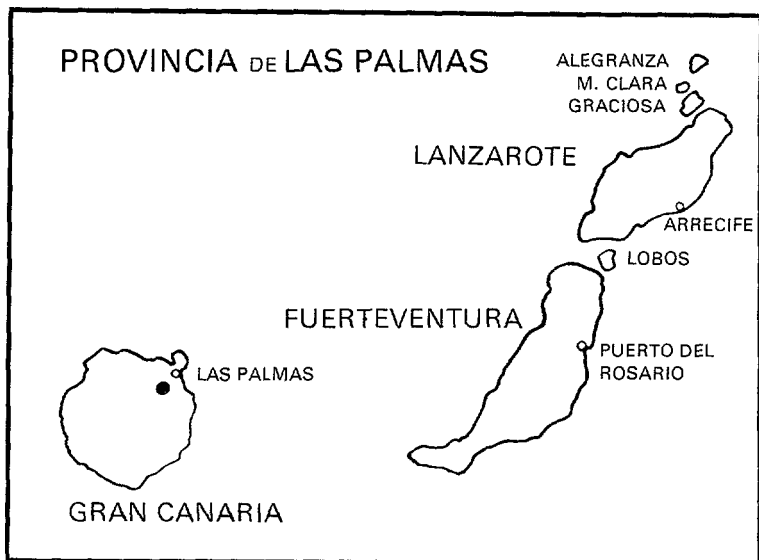 PROVINCIA DE LAS PALMAS
ALEGRANZA
M. CLARA
GRACIOSA
LANZAROTE
ARRECIFE
LOBOS
FUERTEVENTURA
PUERTO DEL
ROSARIO
LAS PALMAS
GRAN CANARIA